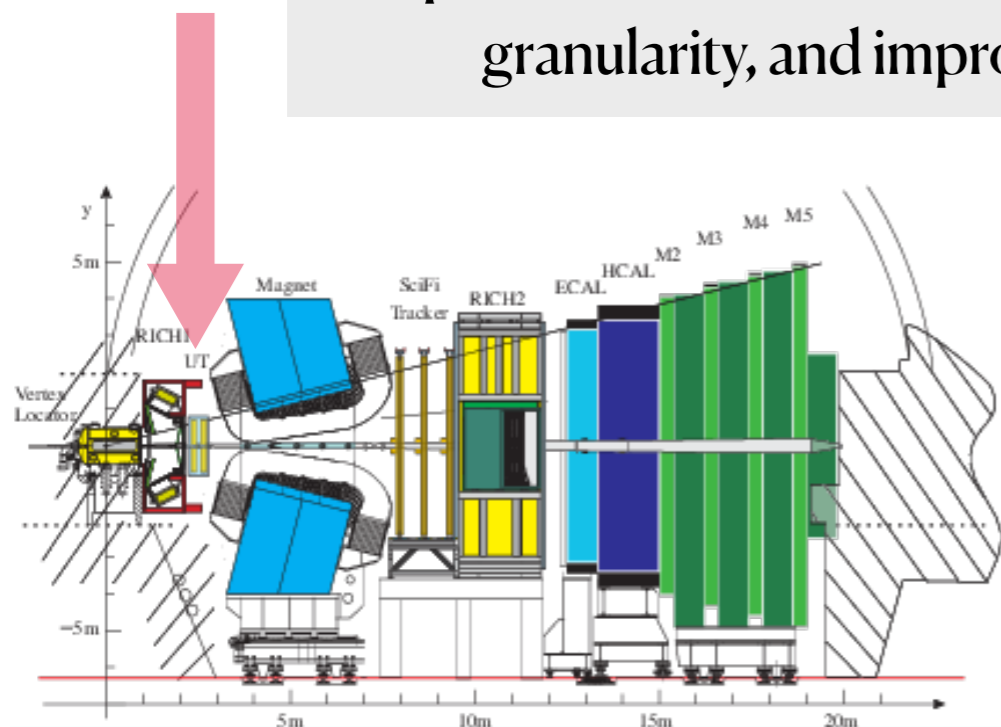 granularity, and impro
y
5m
Magnet
SciFi
Tracker
RICH2
ECAL
HCAL
M2
M3
M4
M5
RICH1
UT
Vertex
Locator
−5m
5m
10m
15m
20m